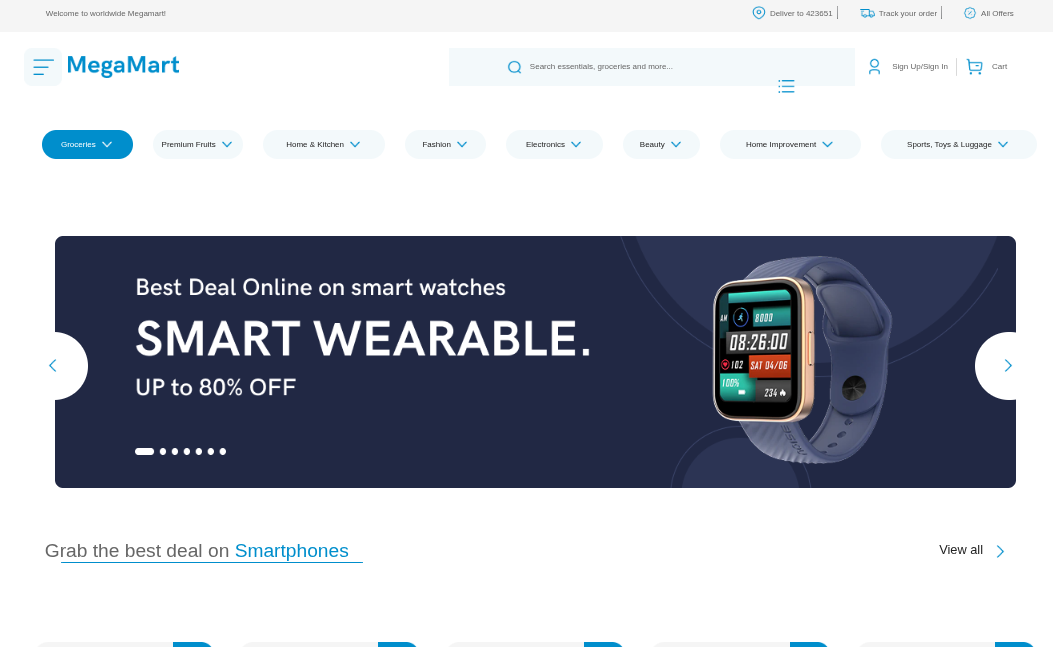 Welcome to worldwide Megamart!
Deliver to 423651
Track your order
All Offers
MegaMart
Search essentials, groceries and more...
Sign Up/Sign In
Cart
Groceries
Premium Fruits
Home & Kitchen
Fashion
Electronics
Beauty
Home Improvement
Sports, Toys & Luggage
Best Deal Online on smart watches
SMART WEARABLE.
UP to 80% OFF
AM
8000
08:26:00
102
SAT 04/06
100%
234
NOISE
Grab the best deal on Smartphones
View all